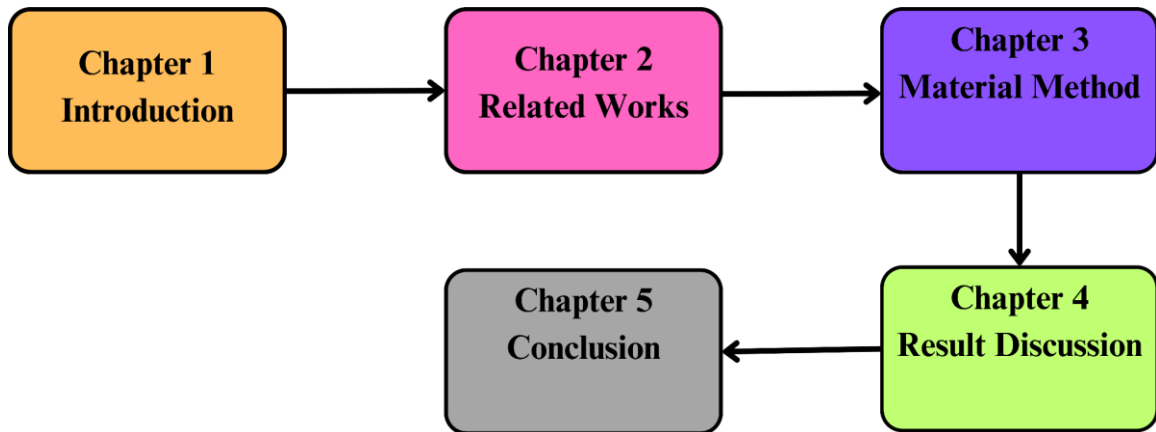 Chapter 1
Introduction
Chapter 2
Related Works
Chapter 3
Material Method
Chapter 4
Result Discussion
Chapter 5
Conclusion